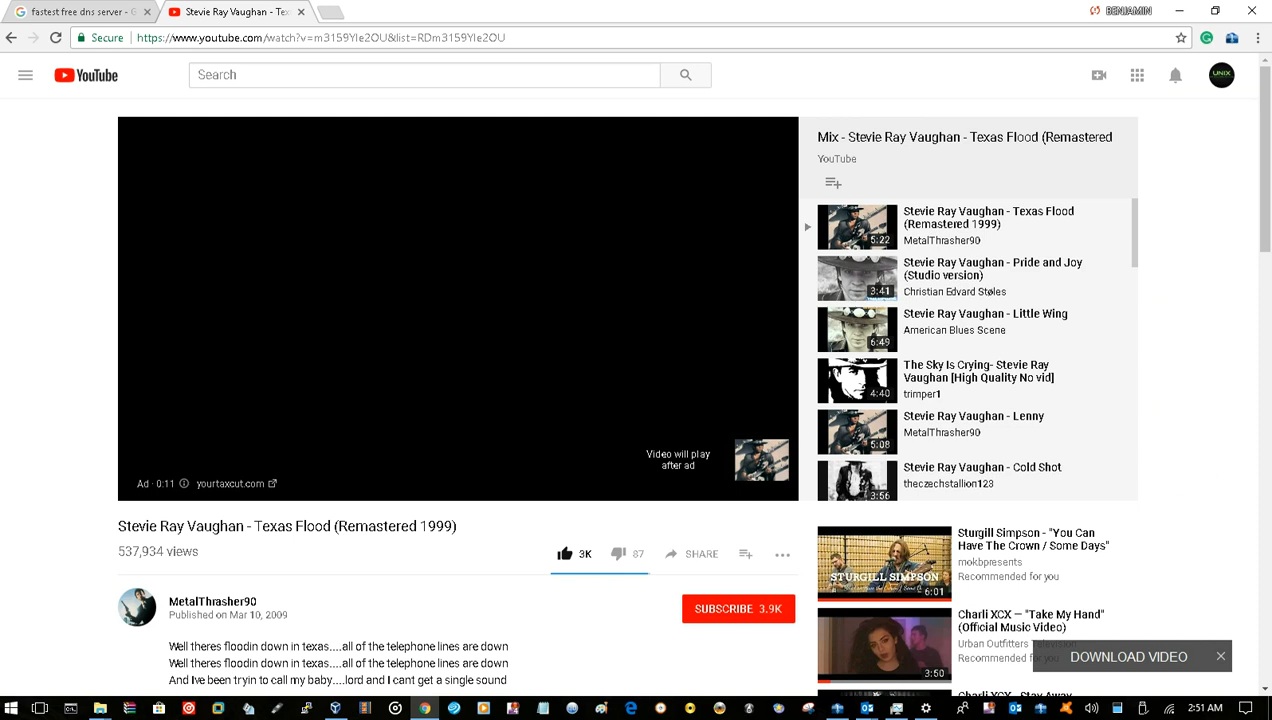 fastest free dns server - G
Stevie Ray Vaughan - Tex
BENJAMIN
Secure
https://www.youtube.com/watch?v=m3159Yle2OU&list=RDm3159Yle2OU
YouTube
Search
UNIX
Mix - Stevie Ray Vaughan - Texas Flood (Remastered
YouTube
Stevie Ray Vaughan - Texas Flood
(Remastered 1999)
MetalThrasher90
5:22
Stevie Ray Vaughan - Pride and Joy
(Studio version)
Christian Edvard Støles
3:41
Stevie Ray Vaughan - Little Wing
American Blues Scene
6:49
The Sky Is Crying- Stevie Ray
Vaughan [High Quality No vid]
trimper1
4:40
Stevie Ray Vaughan - Lenny
MetalThrasher90
5:08
Stevie Ray Vaughan - Cold Shot
theczechstallion123
3:56
Video will play
after ad
Ad · 0:11
yourtaxcut.com
Stevie Ray Vaughan - Texas Flood (Remastered 1999)
537,934 views
3K
87
SHARE
MetalThrasher90
Published on Mar 10, 2009
SUBSCRIBE 3.9K
Well theres floodin down in texas....all of the telephone lines are down
Well theres floodin down in texas....all of the telephone lines are down
And I've been tryin to call my baby....lord and I cant get a single sound
Sturgill Simpson - "You Can
Have The Crown / Some Days"
mokbpresents
Recommended for you
STURGILL SIMPSON
6:01
Charli XCX — "Take My Hand"
(Official Music Video)
Urban Outfitters Television
Recommended for you
3:50
DOWNLOAD VIDEO
Charli XCX - Stay Away
2:51 AM